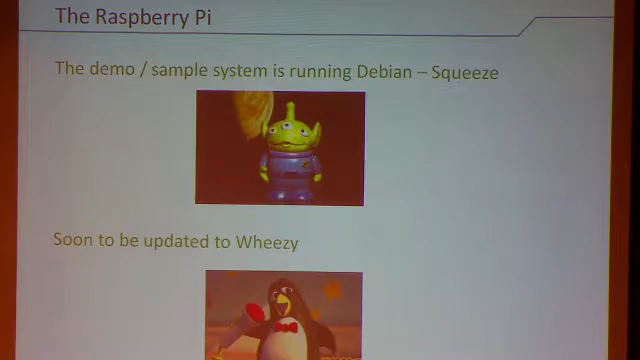 The Raspberry Pi
The demo / sample system is running Debian – Squeeze
Soon to be updated to Wheezy